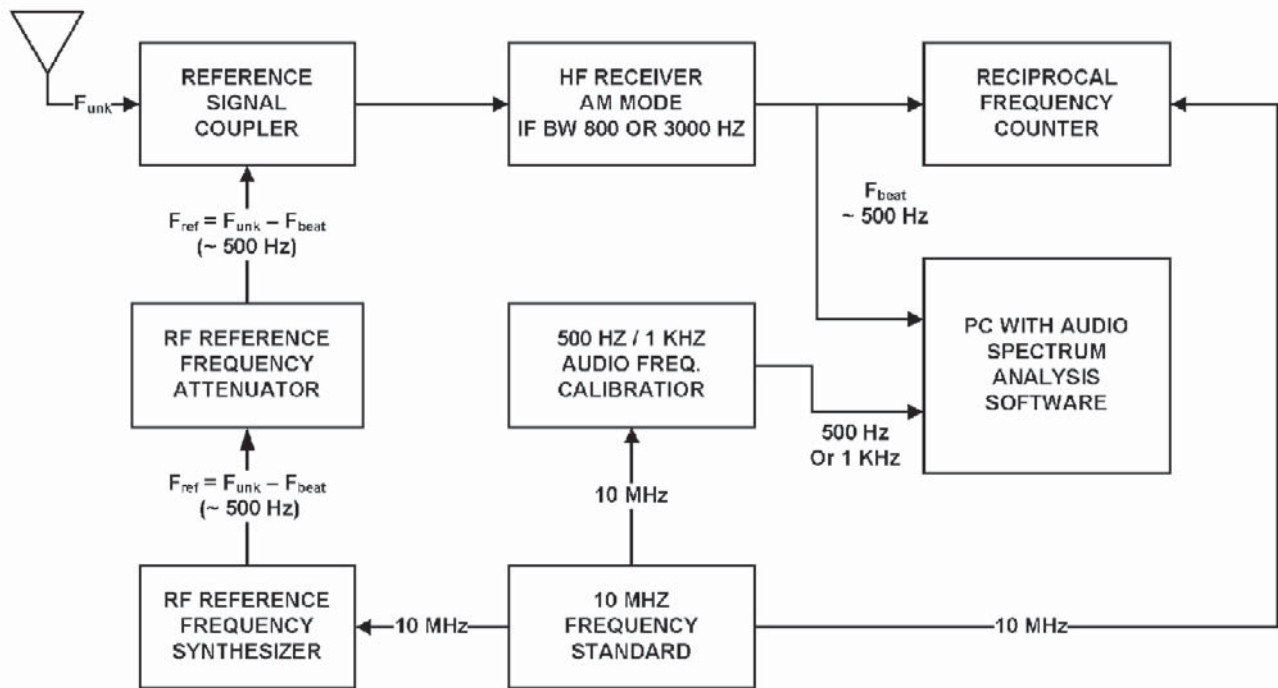 REFERENCE
SIGNAL
COUPLER
HF RECEIVER
AM MODE
IF BW 800 OR 3000 HZ
RECIPROCAL
FREQUENCY
COUNTER
Funk
Fbeat
~ 500 Hz
Fref = Funk – Fbeat
(~ 500 Hz)
RF REFERENCE
FREQUENCY
ATTENUATOR
500 HZ / 1 KHZ
AUDIO FREQ.
CALIBRATIOR
PC WITH AUDIO
SPECTRUM
ANALYSIS
SOFTWARE
500 Hz
Or 1 KHz
Fref = Funk – Fbeat
(~ 500 Hz)
10 MHz
RF REFERENCE
FREQUENCY
SYNTHESIZER
10 MHz
10 MHZ
FREQUENCY
STANDARD
10 MHz